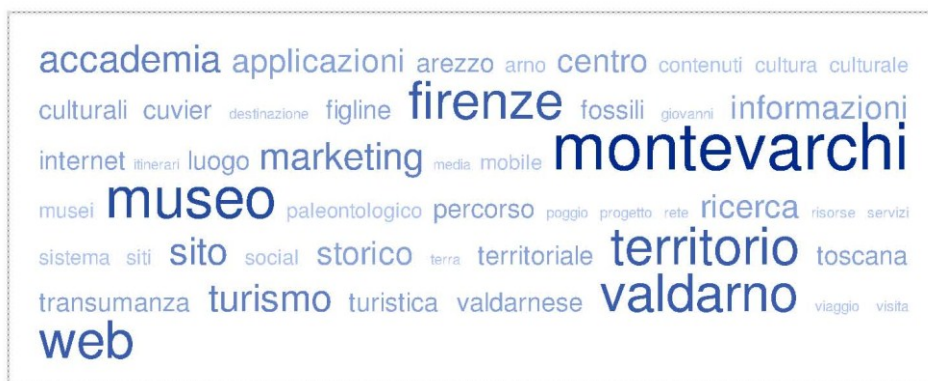 accademia applicazioni arezzo arno centro contenuti cultura culturale
culturali cuvier destinazione figline firenze fossili giovanni informazioni
internet itinerari luogo marketing media mobile montevarchi
musei museo paleontologico percorso poggio progetto rete ricerca risorse servizi
sistema siti sito social storico terra territoriale territorio toscana
transumanza turismo turistica valdarnese valdarno viaggio visita
web